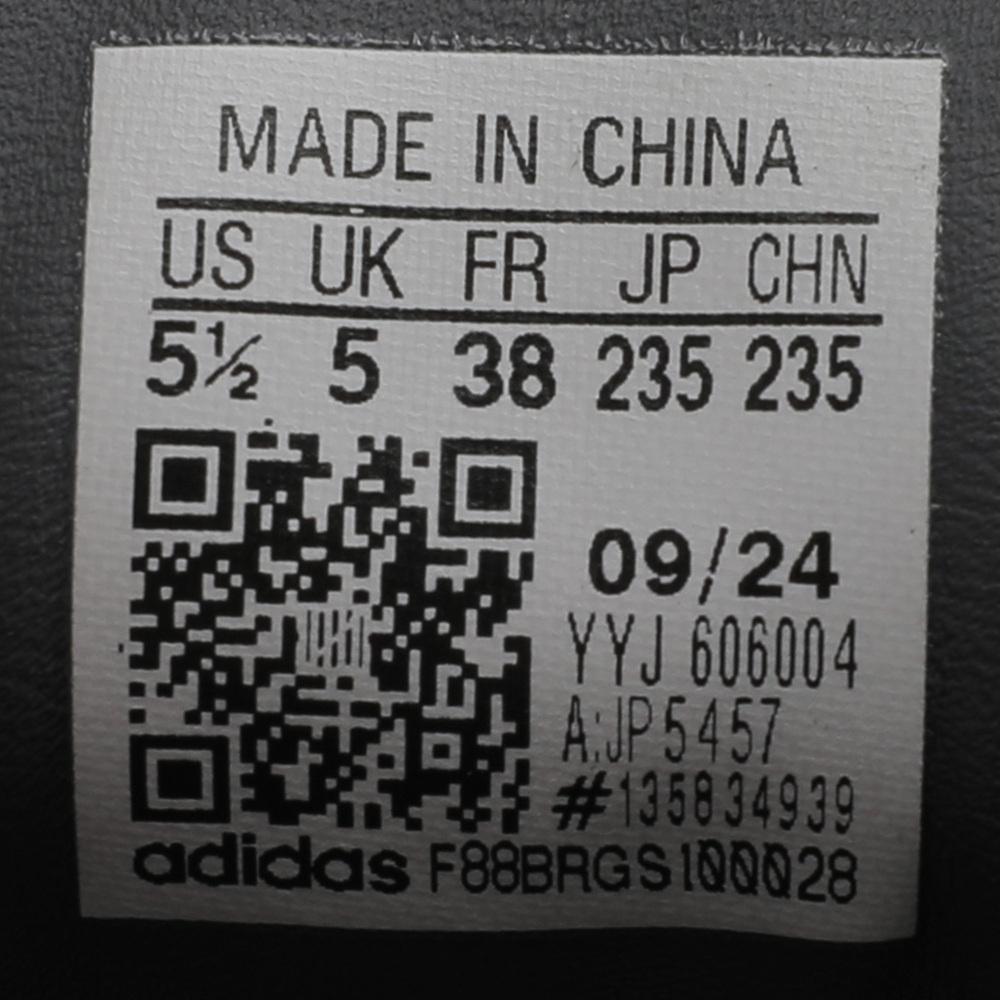 MADE IN CHINA
US UK FR JP CHN
5½ 5 38 235 235
09/24
YYJ 606004
A:JP5457
#135834939
adidas F88BRGS100028